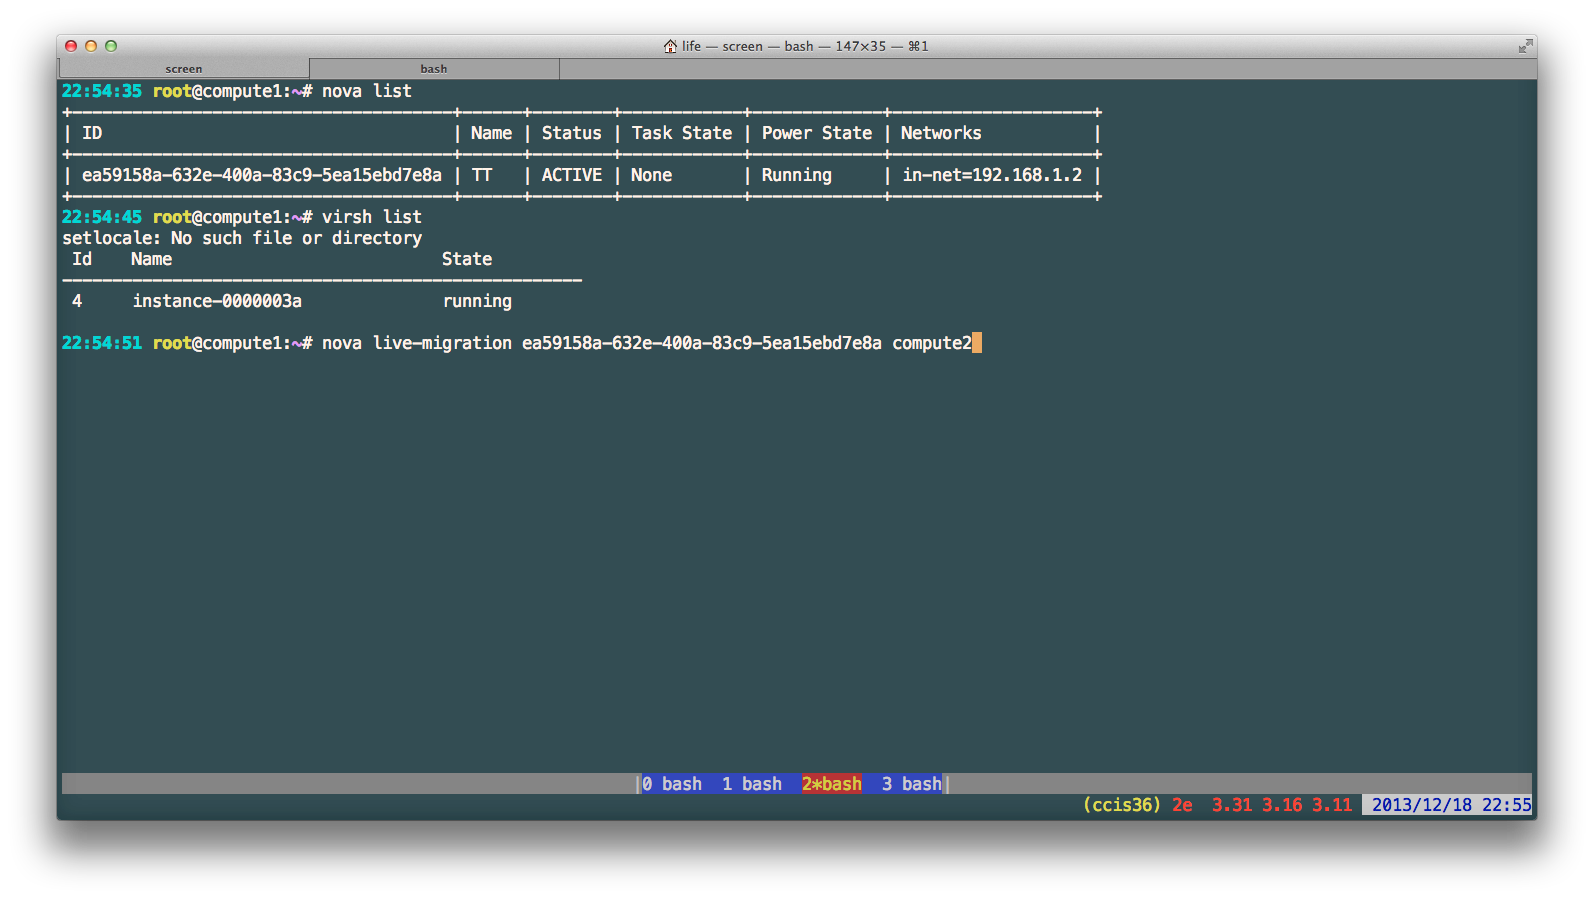 life — screen — bash — 147×35 — ⌘1
screen bash
22:54:35 root@compute1:~# nova list
+--------------------------------------+------+--------+------------+-------------+--------------------+
| ID                                   | Name | Status | Task State | Power State | Networks           |
+--------------------------------------+------+--------+------------+-------------+--------------------+
| ea59158a-632e-400a-83c9-5ea15ebd7e8a | TT   | ACTIVE | None       | Running     | in-net=192.168.1.2 |
+--------------------------------------+------+--------+------------+-------------+--------------------+
22:54:45 root@compute1:~# virsh list
setlocale: No such file or directory
 Id    Name                           State
----------------------------------------------------
 4     instance-0000003a              running
22:54:51 root@compute1:~# nova live-migration ea59158a-632e-400a-83c9-5ea15ebd7e8a compute2
|0 bash  1 bash  2*bash  3 bash|
(ccis36) 2e  3.31 3.16 3.11  2013/12/18 22:55